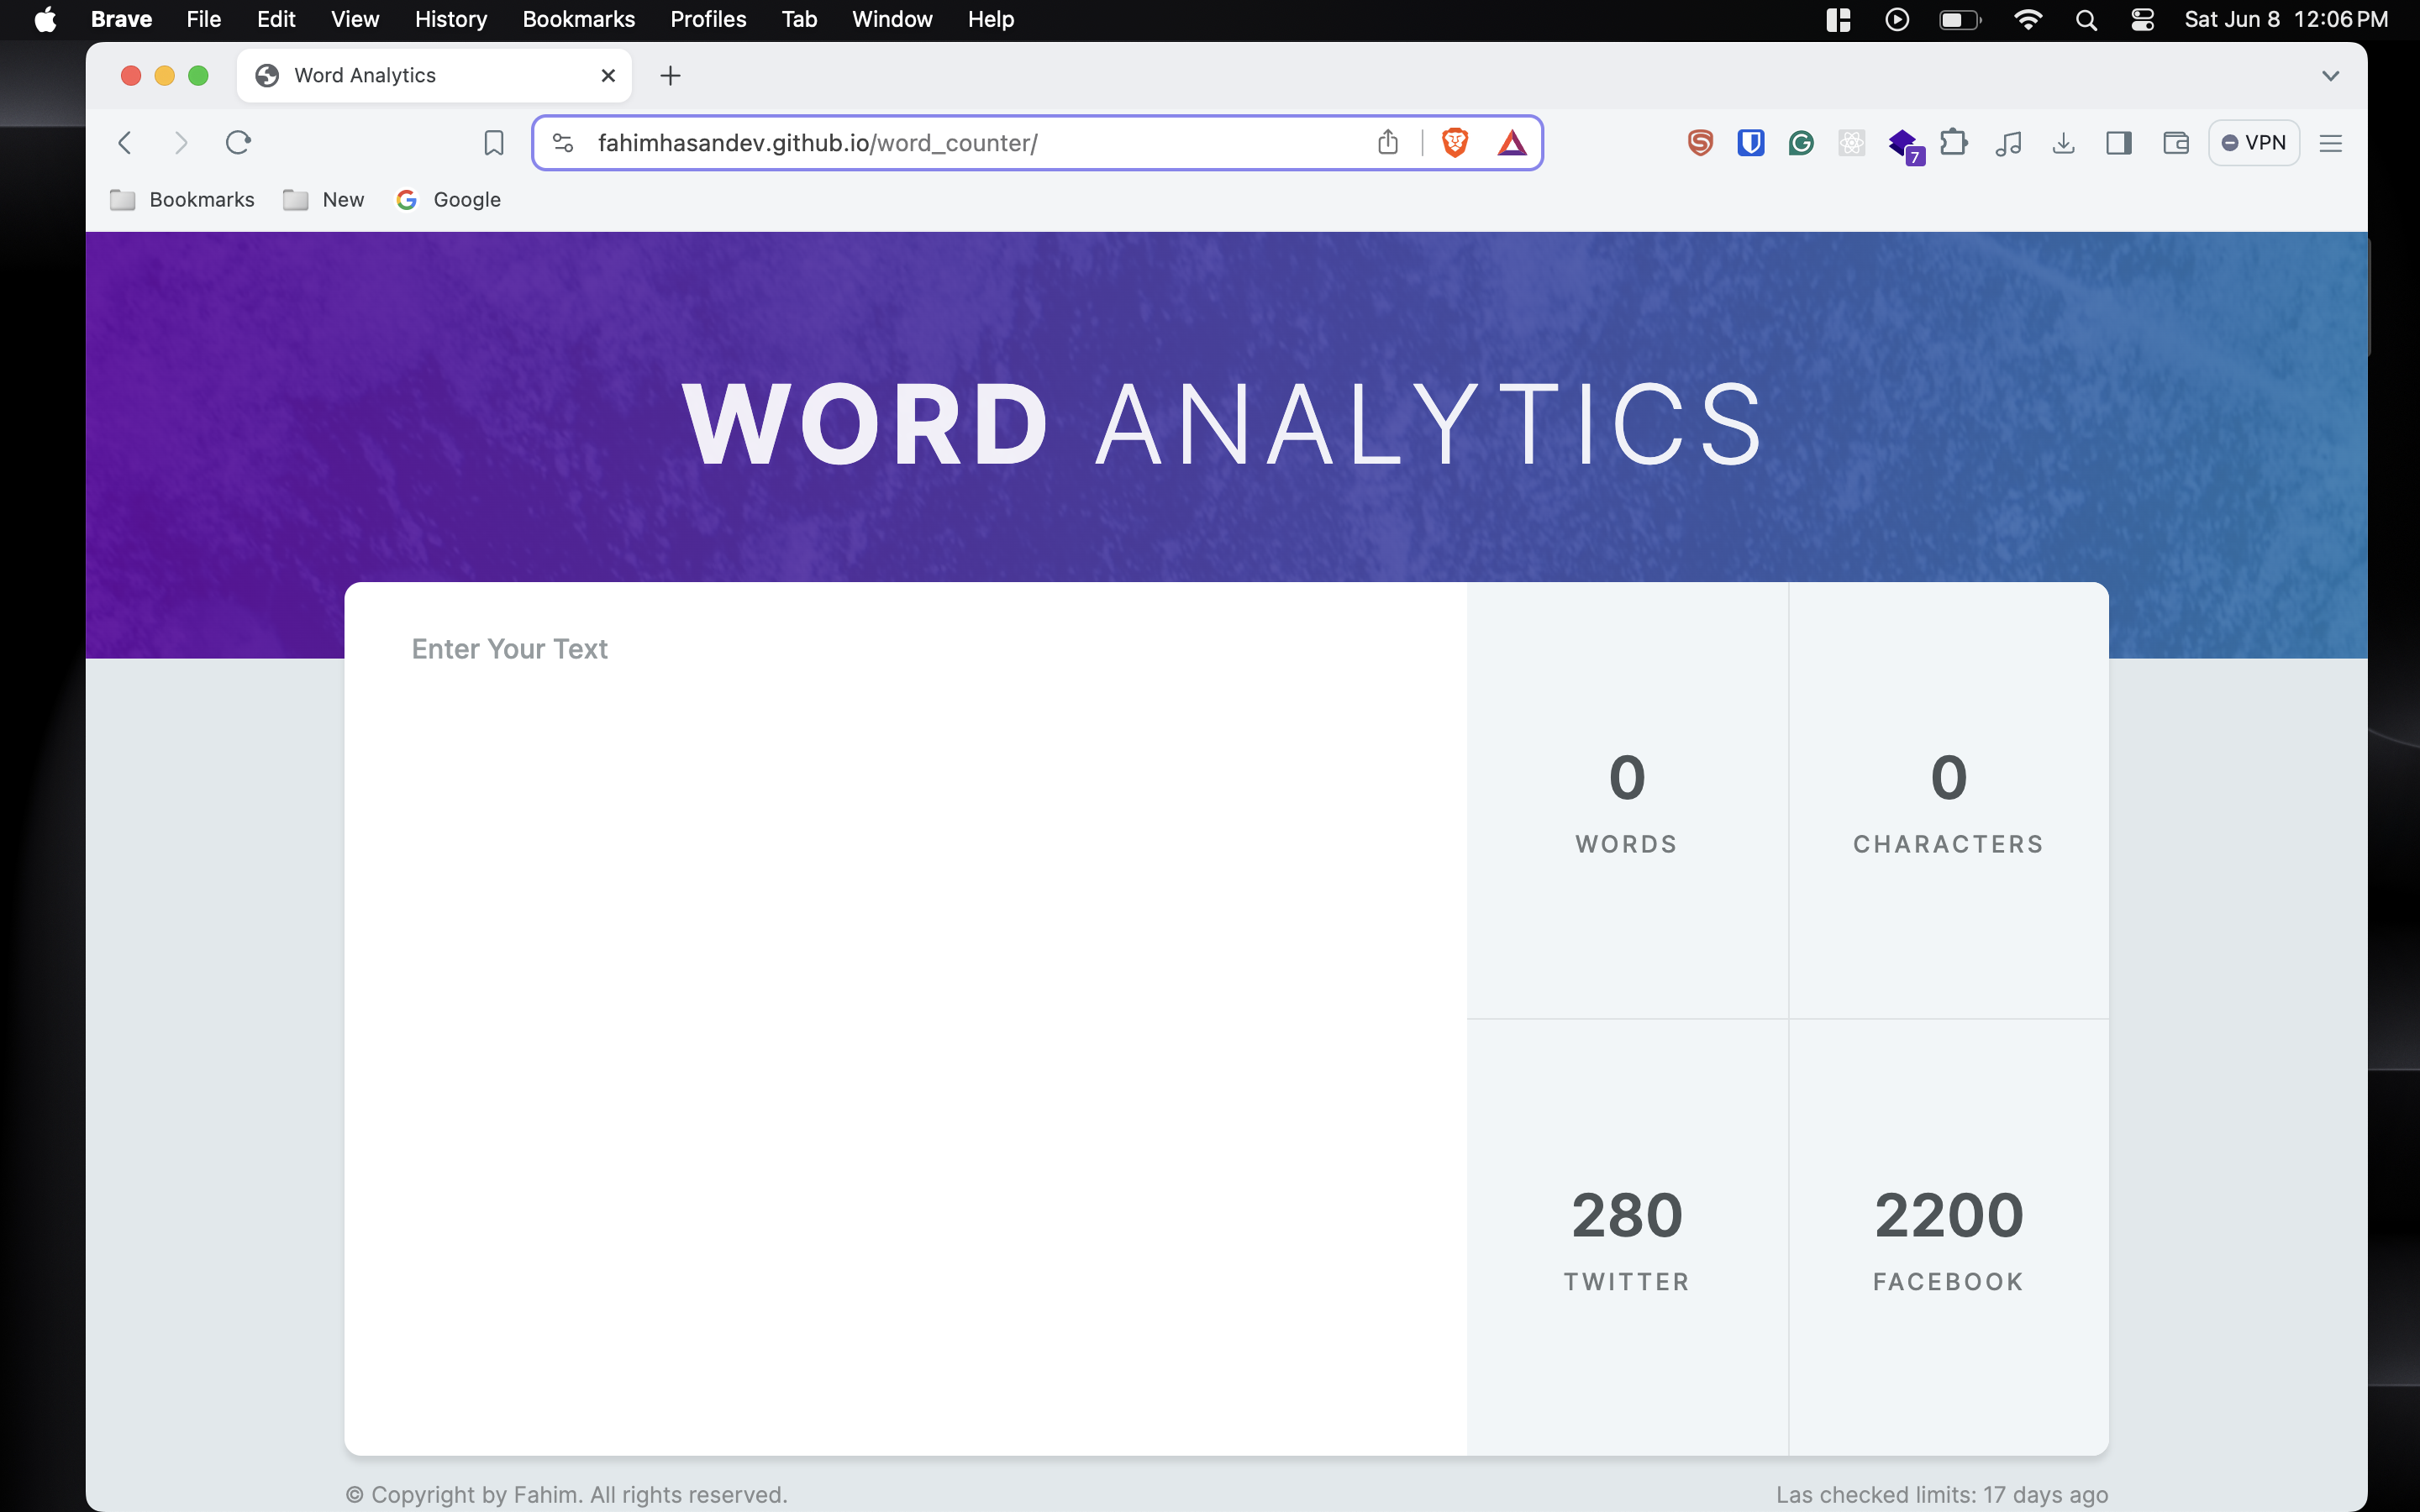 Brave File Edit View History Bookmarks Profiles Tab Window Help Sat Jun 8 12:06 PM
Word Analytics
fahimhasandev.github.io/word_counter/ 7 VPN
Bookmarks New Google
WORD ANALYTICS
Enter Your Text
0
WORDS
0
CHARACTERS
280
TWITTER
2200
FACEBOOK
© Copyright by Fahim. All rights reserved.
Last checked limits: 17 days ago